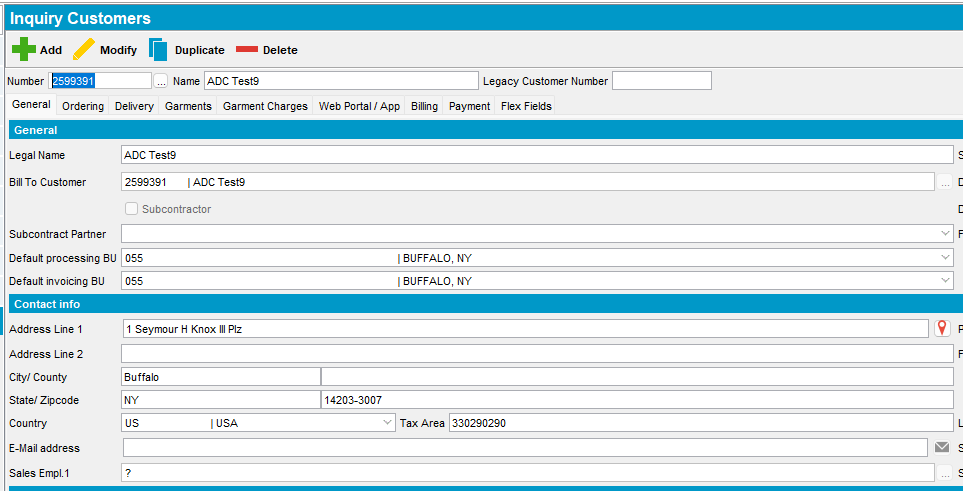 Inquiry Customers
Add Modify Duplicate Delete
Number 2599391 ... Name ADC Test9 Legacy Customer Number
General Ordering Delivery Garments Garment Charges Web Portal / App Billing Payment Flex Fields
General
Legal Name ADC Test9 S
Bill To Customer 2599391 | ADC Test9 ... D
Subcontractor D
Subcontract Partner F
Default processing BU 055 | BUFFALO, NY
Default invoicing BU 055 | BUFFALO, NY
Contact info
Address Line 1 1 Seymour H Knox III Plz P
Address Line 2 F
City/ County Buffalo
State/ Zipcode NY 14203-3007
Country US | USA Tax Area 330290290 L
E-Mail address S
Sales Empl.1 ? ... S